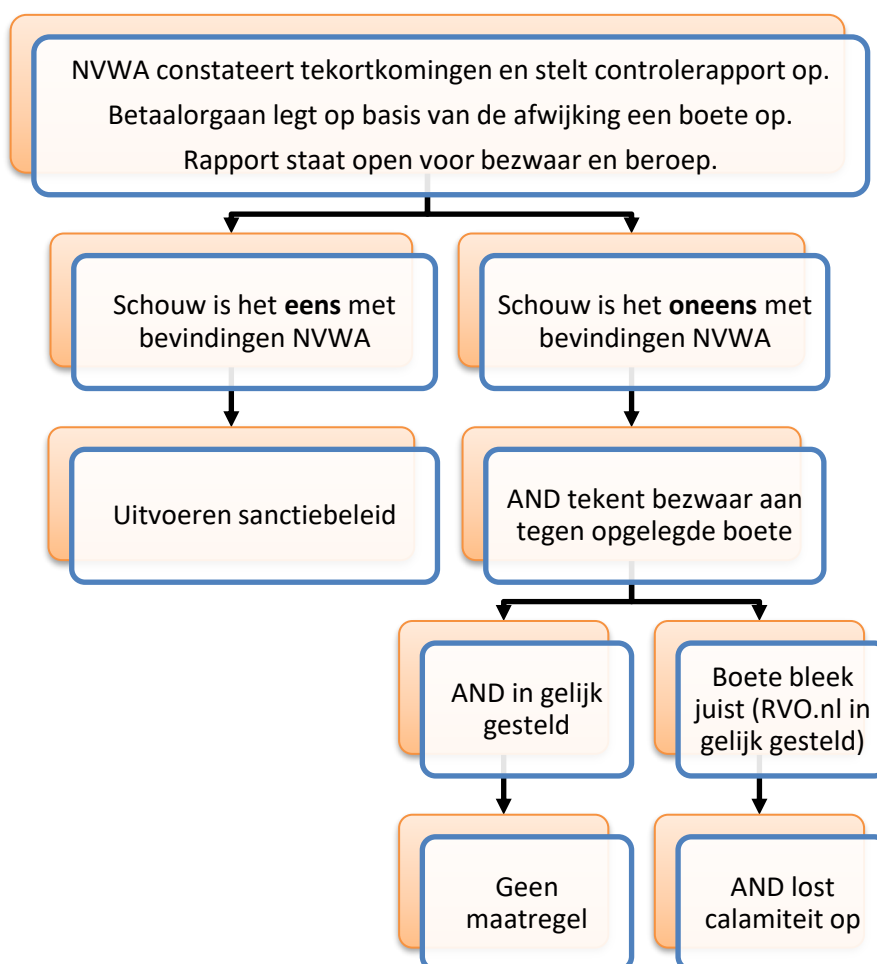 NVWA constateert tekortkomingen en stelt controlerapport op.
Betaalorgaan legt op basis van de afwijking een boete op.
Rapport staat open voor bezwaar en beroep.
Schouw is het eens met
bevindingen NVWA
Schouw is het oneens met
bevindingen NVWA
Uitvoeren sanctiebeleid
AND tekent bezwaar aan
tegen opgelegde boete
AND in gelijk
gesteld
Boete bleek
juist (RVO.nl in
gelijk gesteld)
Geen
maatregel
AND lost
calamiteit op